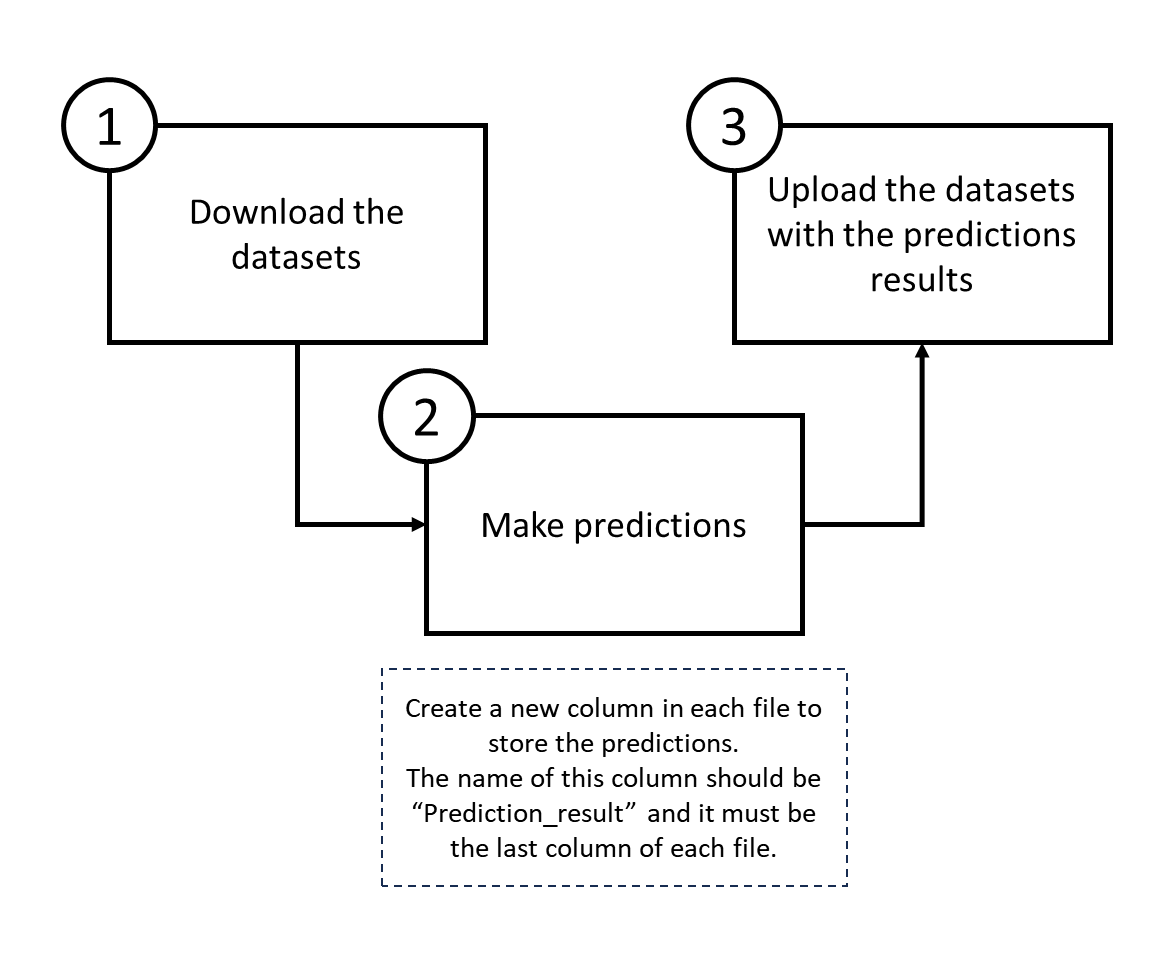 1
Download the
datasets
2
Make predictions
Create a new column in each file to
store the predictions.
The name of this column should be
“Prediction_result” and it must be
the last column of each file.
3
Upload the datasets
with the predictions
results